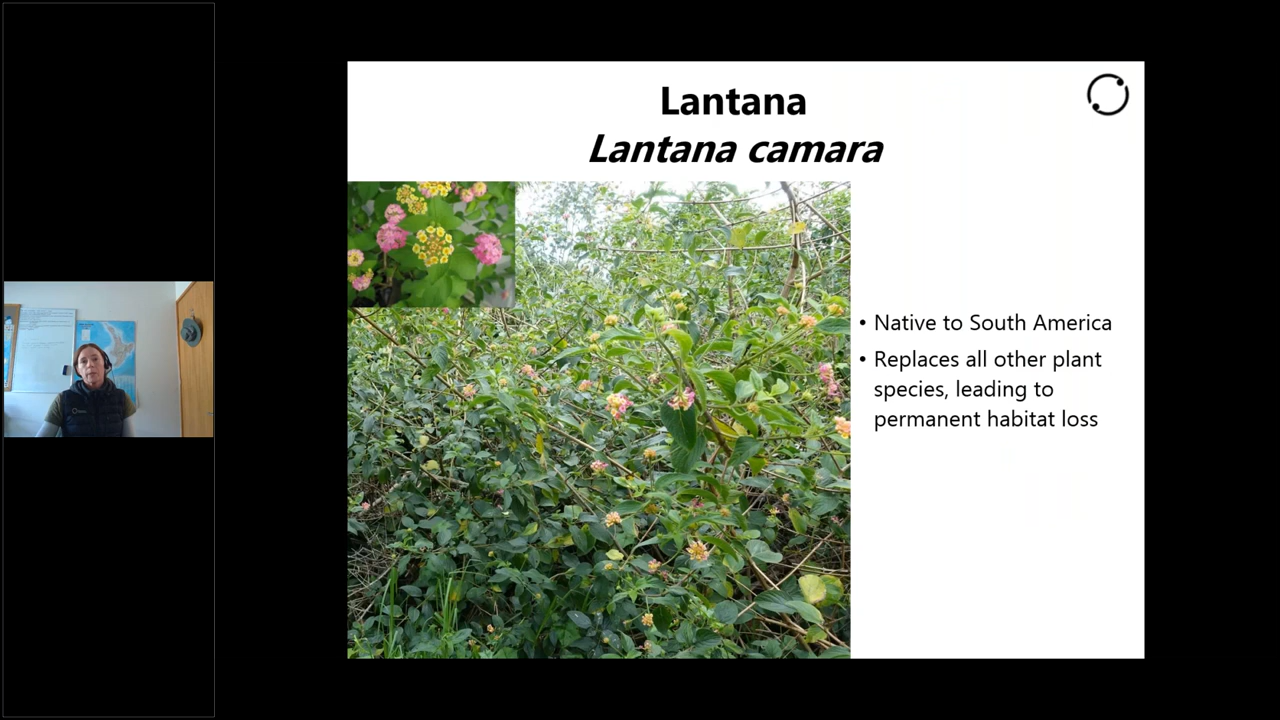 Lantana
Lantana camara
• Native to South America
• Replaces all other plant
species, leading to
permanent habitat loss